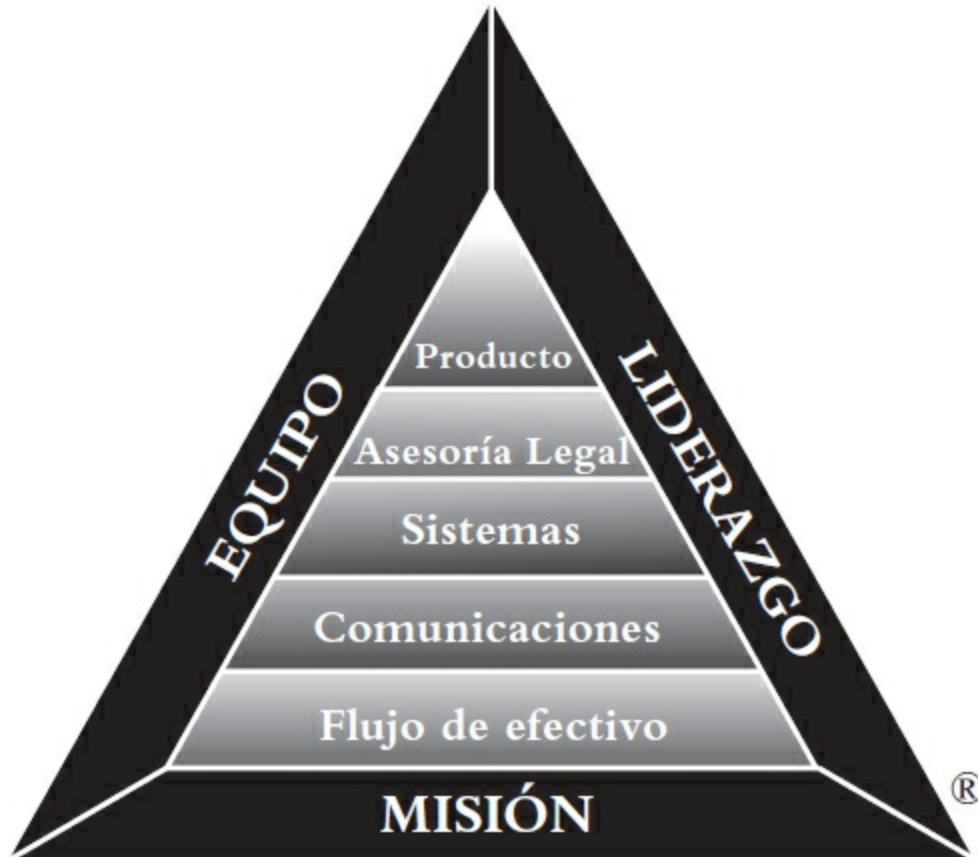 Producto
EQUIPO
LIDERAZGO
Asesoría Legal
Sistemas
Comunicaciones
Flujo de efectivo
MISIÓN
®